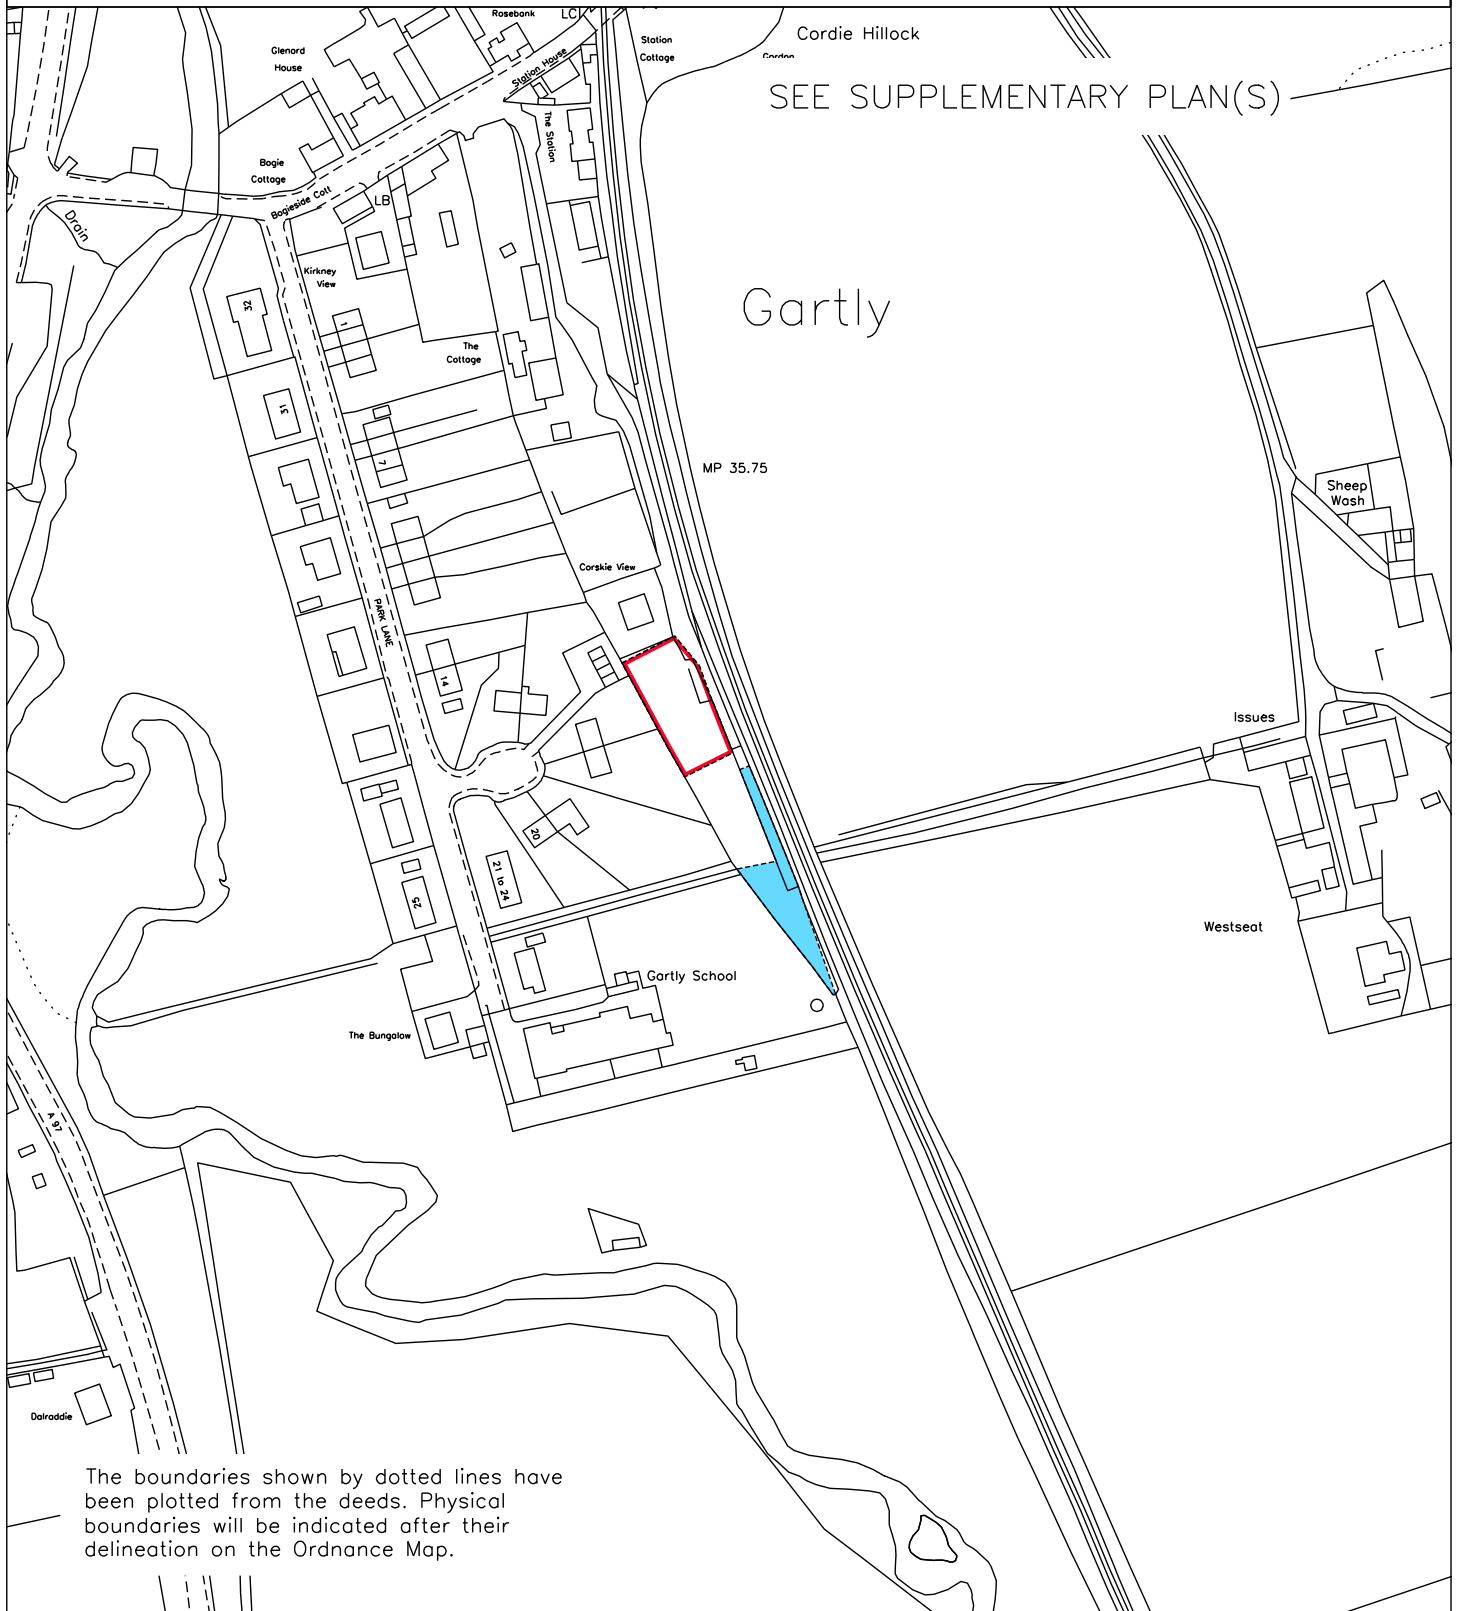 Rosebank
LC
Cordie Hillock
Glenord
House
Station House
Station
Cottage
SEE SUPPLEMENTARY PLAN(S)
The Station
Bogie
Cottage
Bogieside Cott
LB
Drain
Kirkney
View
32
1
Gartly
The
Cottage
31
7
MP 35.75
Sheep
Wash
Corskie View
PARK LANE
14
Issues
20
21 to 24
25
Westseat
Gartly School
The Bungalow
A 97
Dalraddie
The boundaries shown by dotted lines have
been plotted from the deeds. Physical
boundaries will be indicated after their
delineation on the Ordnance Map.